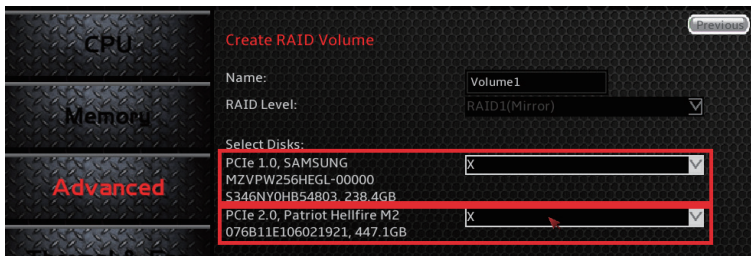 Previous
CPU
Create RAID Volume
Name:
Volume1
RAID Level:
RAID1(Mirror)
Memory
Select Disks:
PCIe 1.0, SAMSUNG
X
MZVPW256HEGL-00000
Advanced
S346NY0HB54803, 238.4GB
PCIe 2.0, Patriot Hellfire M2
X
076B11E106021921, 447.1GB